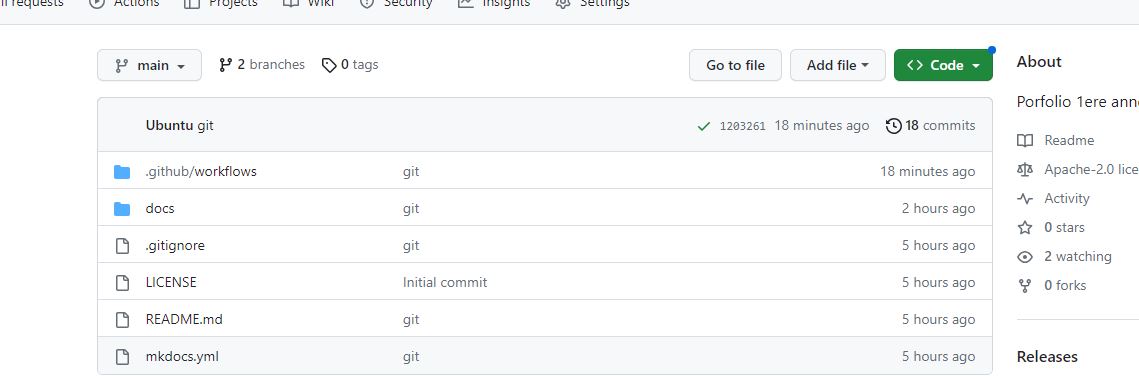 ll requests Actions Projects Wiki Security Insights Settings
main 2 branches 0 tags Go to file Add file Code
Ubuntu git 1203261 18 minutes ago 18 commits
.github/workflows git 18 minutes ago
docs git 2 hours ago
.gitignore git 5 hours ago
LICENSE Initial commit 5 hours ago
README.md git 5 hours ago
mkdocs.yml git 5 hours ago
About
Porfolio 1ere ann
Readme
Apache-2.0 lice
Activity
0 stars
2 watching
0 forks
Releases